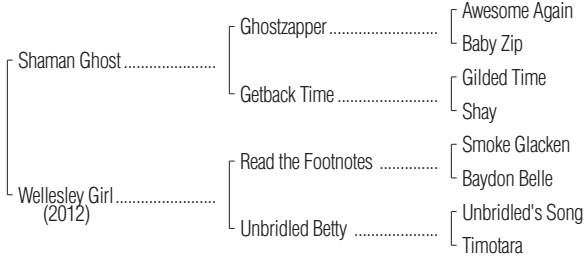 Awesome Again
Ghostzapper
Baby Zip
Shaman Ghost
Gilded Time
Getback Time
Shay
Smoke Glacken
Read the Footnotes
Baydon Belle
Wellesley Girl
(2012)
Unbridled's Song
Unbridled Betty
Timotara